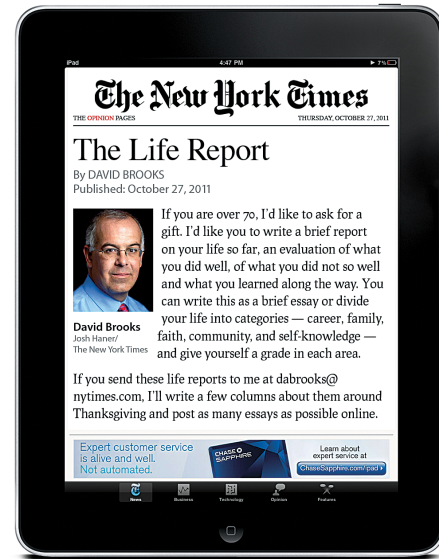 iPad 4:47 PM 7%
The New York Times
THE OPINION PAGES THURSDAY, OCTOBER 27, 2011
The Life Report
By DAVID BROOKS
Published: October 27, 2011
If you are over 70, I’d like to ask for a
gift. I’d like you to write a brief report
on your life so far, an evaluation of what
you did well, of what you did not so well
and what you learned along the way. You
can write this as a brief essay or divide
your life into categories — career, family,
faith, community, and self-knowledge —
and give yourself a grade in each area.
David Brooks
Josh Haner/
The New York Times
If you send these life reports to me at dabrooks@
nytimes.com, I’ll write a few columns about them around
Thanksgiving and post as many essays as possible online.
Expert customer service
is alive and well.
Not automated.
CHASE
SAPPHIRE
Learn about
expert service at
ChaseSapphire.com/ipad
News Business Technology Opinion Features